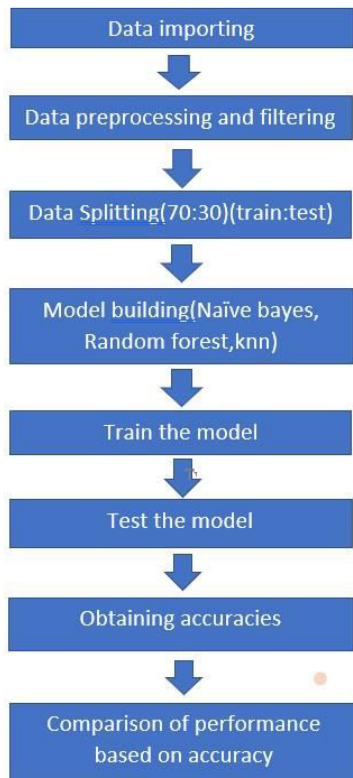 Data importing
Data preprocessing and filtering
Data Splitting(70:30)(train:test)
Model building(Naïve bayes,
Random forest,knn)
Train the model
Test the model
Obtaining accuracies
Comparison of performance
based on accuracy